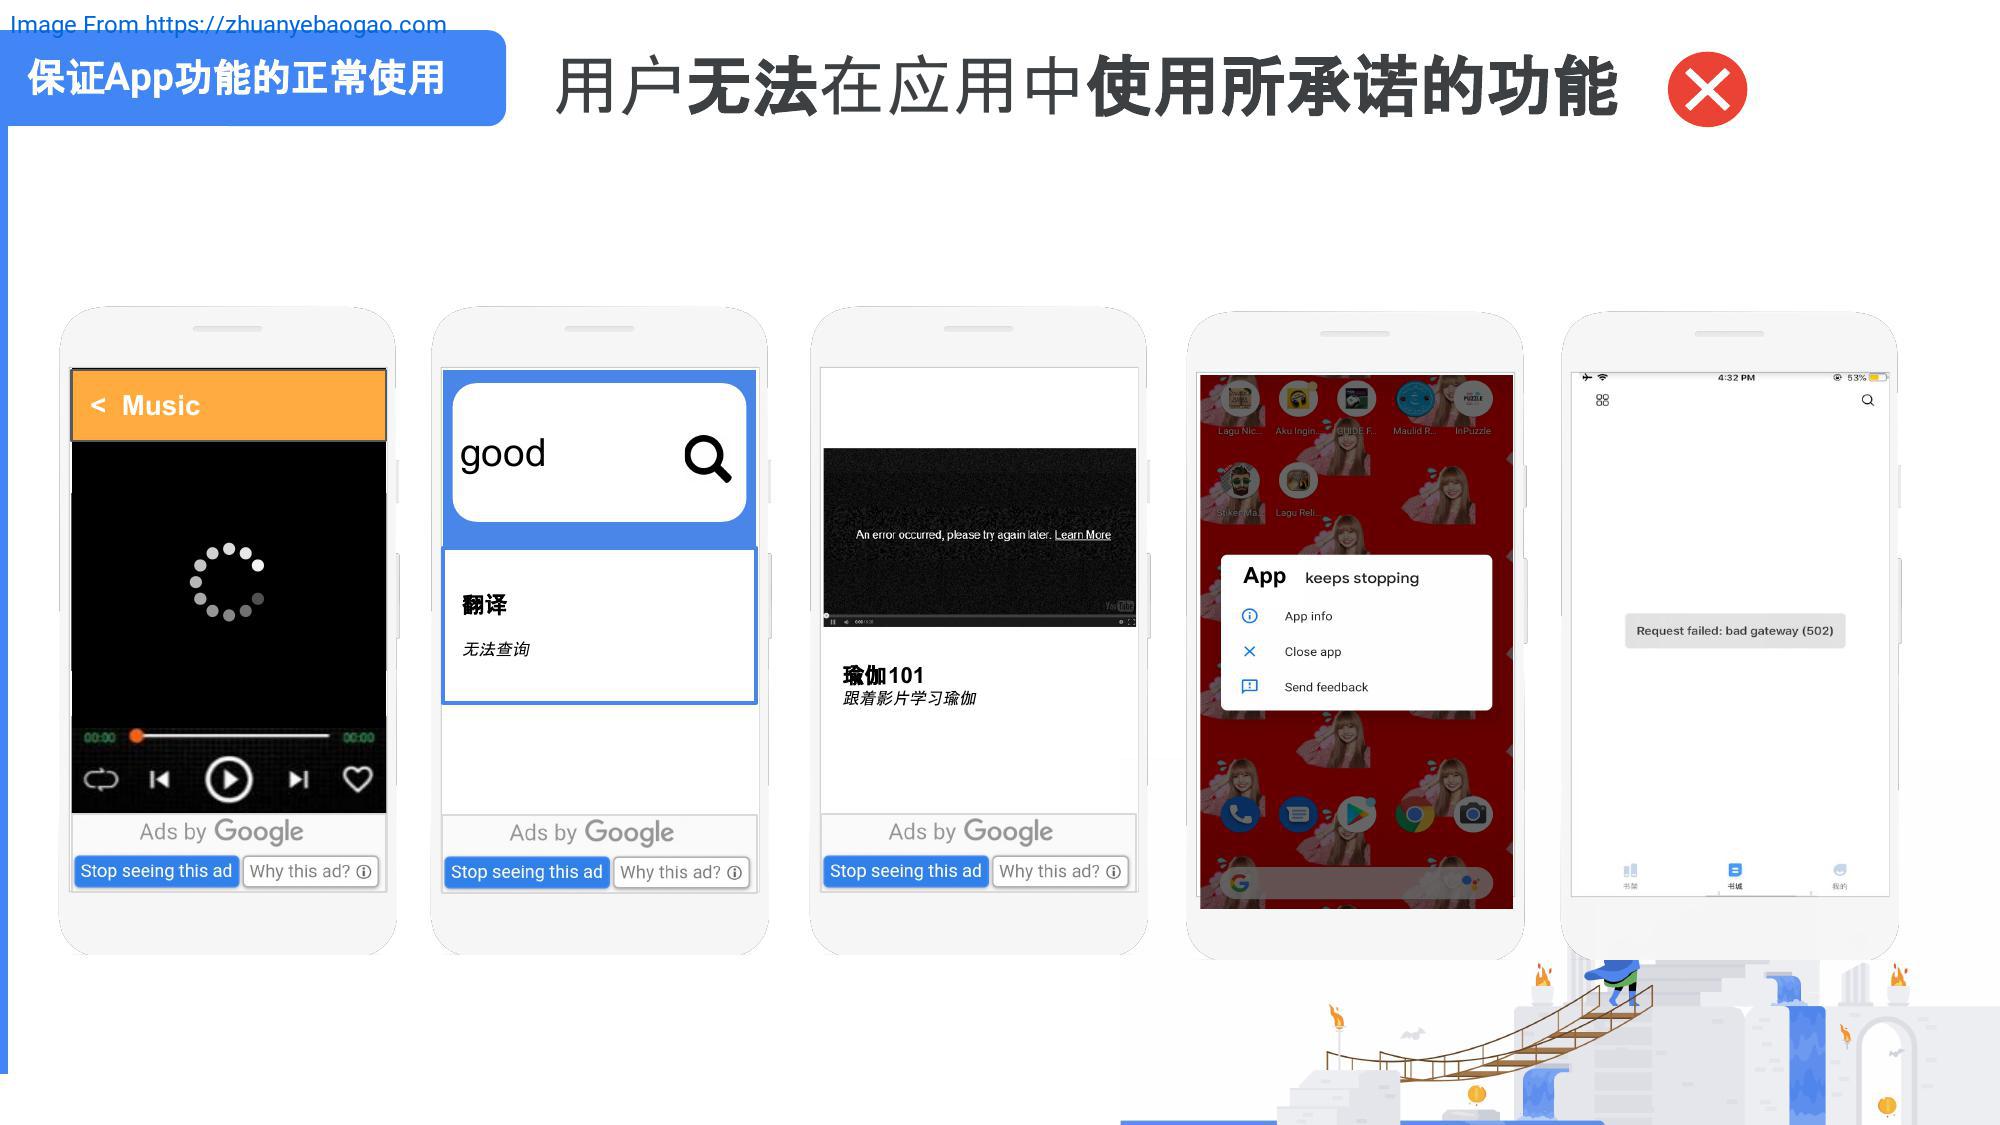 Image From https://zhuanyebaogao.com
保证App功能的正常使用
用户无法在应用中使用所承诺的功能
< Music
00:00
00:00
Ads by Google
Stop seeing this ad
Why this ad?
good
翻译
无法查询
Ads by Google
Stop seeing this ad
Why this ad?
An error occurred, please try again later. Learn More
YouTube
瑜伽101
跟着影片学习瑜伽
Ads by Google
Stop seeing this ad
Why this ad?
Lagu Nic...
Aku Ingin...
GUIDE F...
Maulid R...
InPuzzle
StikerMa...
Lagu Reli...
App keeps stopping
App info
Close app
Send feedback
4:32 PM
53%
Request failed: bad gateway (502)
书架
书城
我的